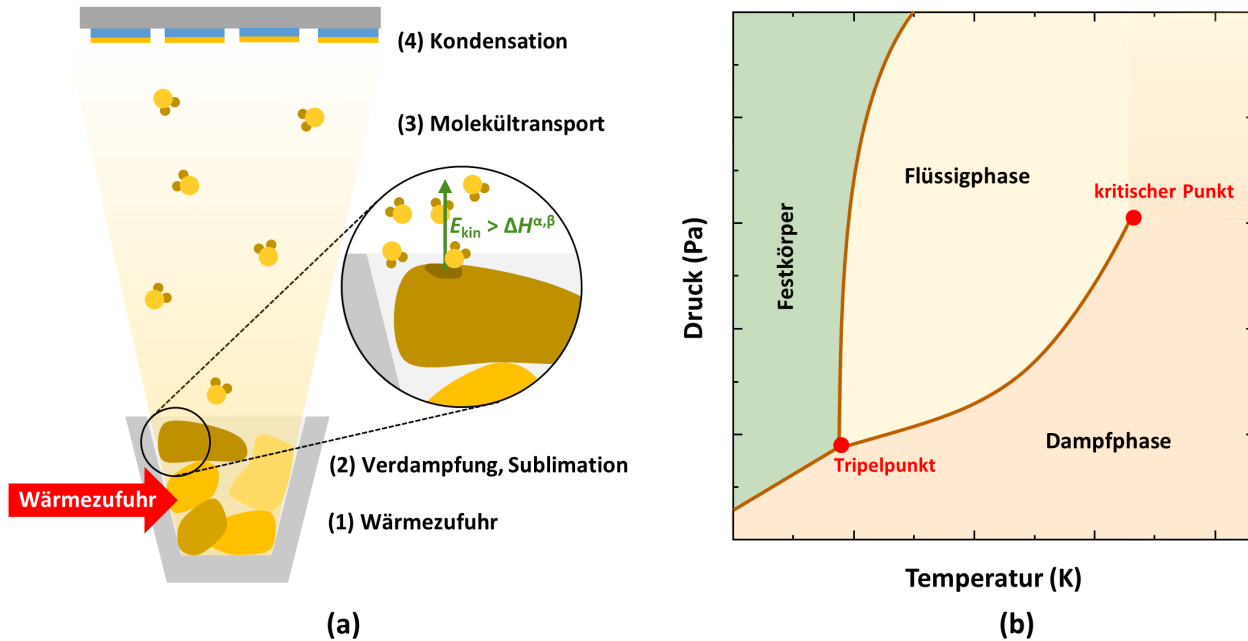 (4) Kondensation
(3) Molekültransport
E_kin > ΔH^α,β
(2) Verdampfung, Sublimation
Wärmezufuhr
(1) Wärmezufuhr
(a)
Druck (Pa)
Festkörper
Flüssigphase
kritischer Punkt
Dampfphase
Tripelpunkt
Temperatur (K)
(b)